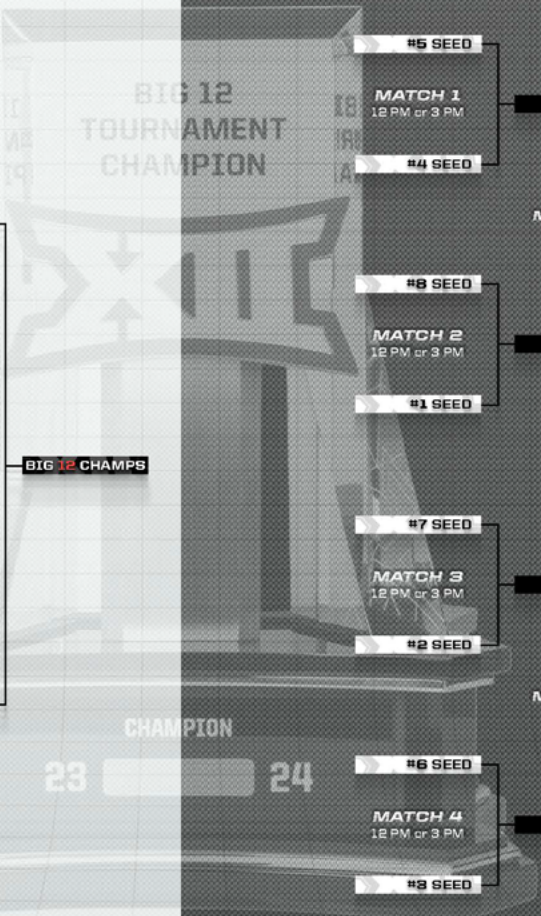 BIG 12
TOURNAMENT
CHAMPION
XII
BIG 12 CHAMPS
CHAMPION
23 24
#5 SEED
MATCH 1
12 PM or 3 PM
#4 SEED
#8 SEED
MATCH 2
12 PM or 3 PM
#1 SEED
#7 SEED
MATCH 3
12 PM or 3 PM
#2 SEED
#6 SEED
MATCH 4
12 PM or 3 PM
#3 SEED